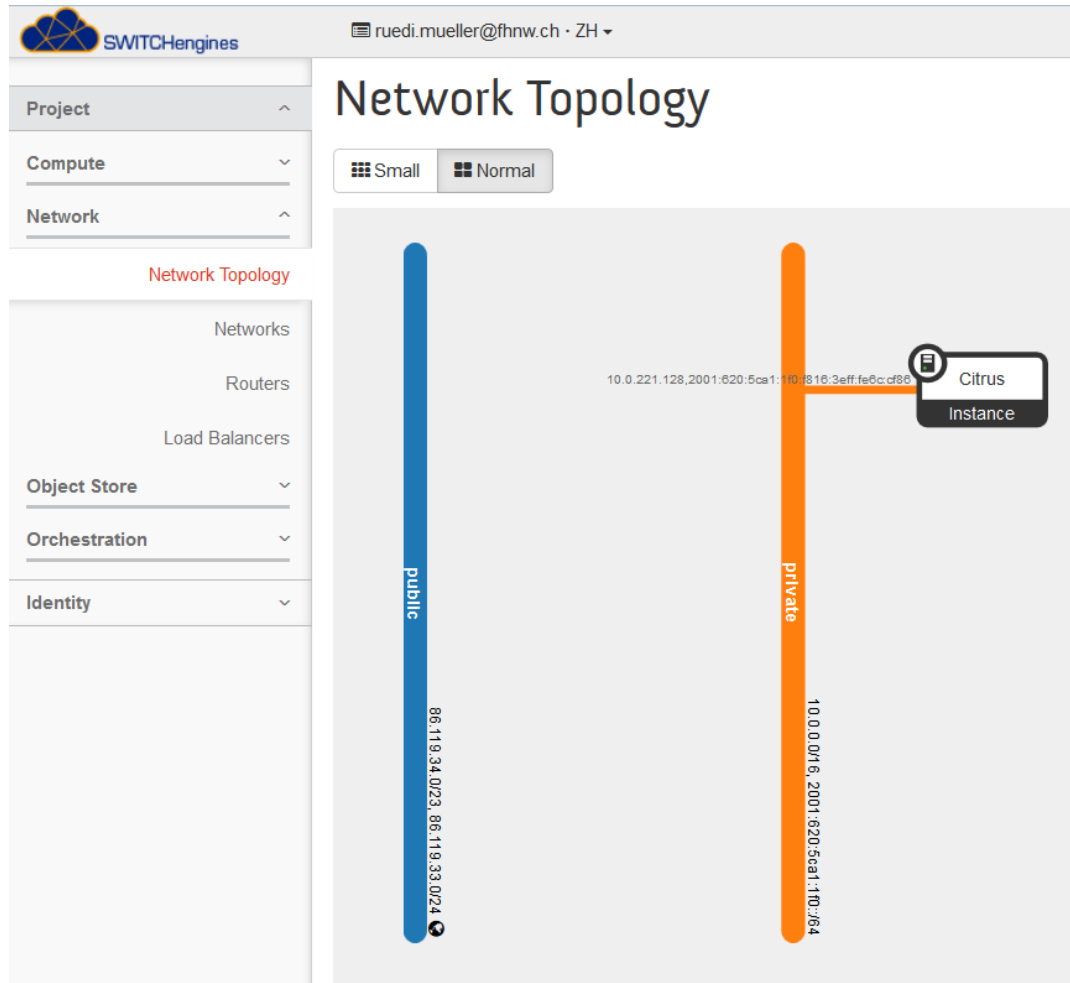 SWITCHengines
ruedi.mueller@fhnw.ch · ZH
Project
Compute
Network
Network Topology
Networks
Routers
Load Balancers
Object Store
Orchestration
Identity
Network Topology
Small
Normal
public
86.119.34.0/23, 86.119.33.0/24
private
10.0.0.0/16, 2001:620:5ca1:1f0::/64
10.0.221.128,2001:620:5ca1:1f0:f816:3eff:fe6c:cf86
Citrus
Instance